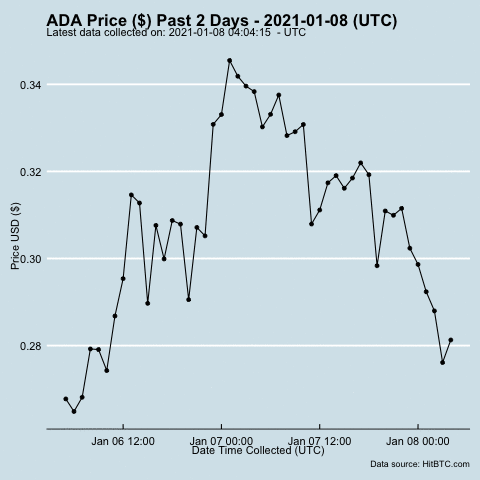 ADA Price ($) Past 2 Days - 2021-01-08 (UTC)
Latest data collected on: 2021-01-08 04:04:15 - UTC
0.34
0.32
0.30
0.28
Price USD ($)
Jan 06 12:00 Jan 07 00:00 Jan 07 12:00 Jan 08 00:00
Date Time Collected (UTC)
Data source: HitBTC.com